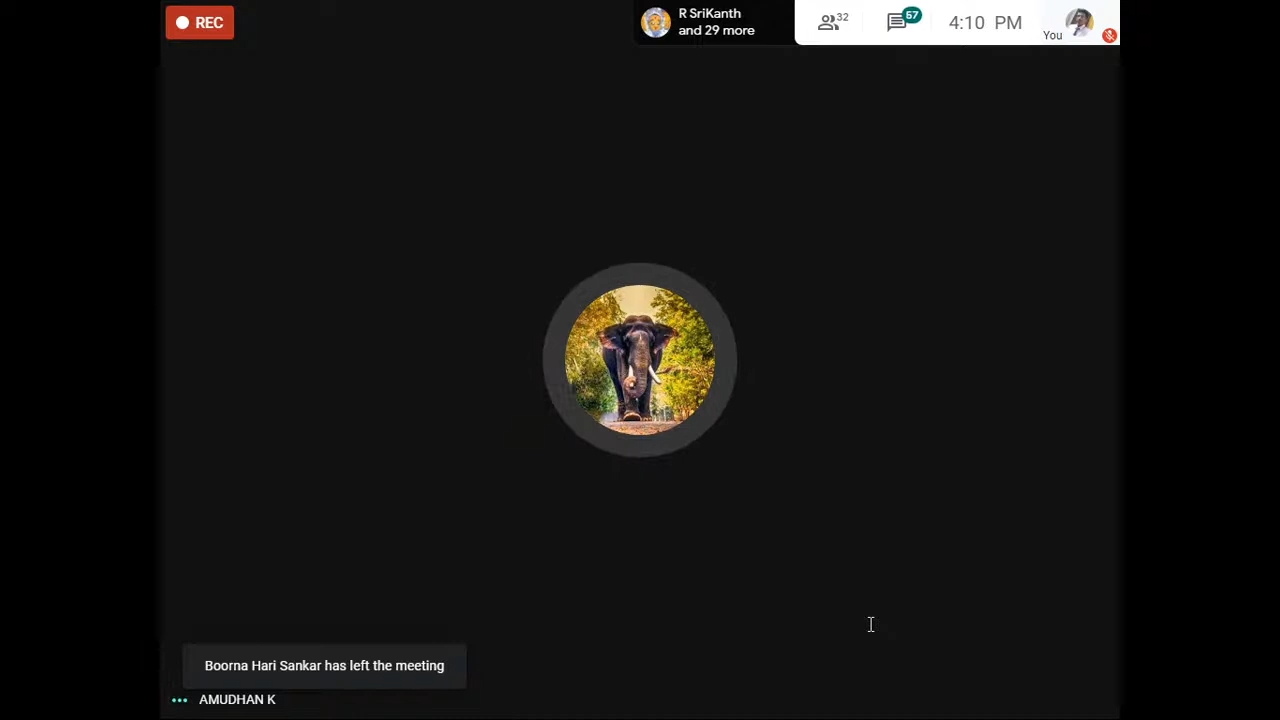 REC
R SriKanth
and 29 more
32
57
4:10 PM
You
Boorna Hari Sankar has left the meeting
AMUDHAN K